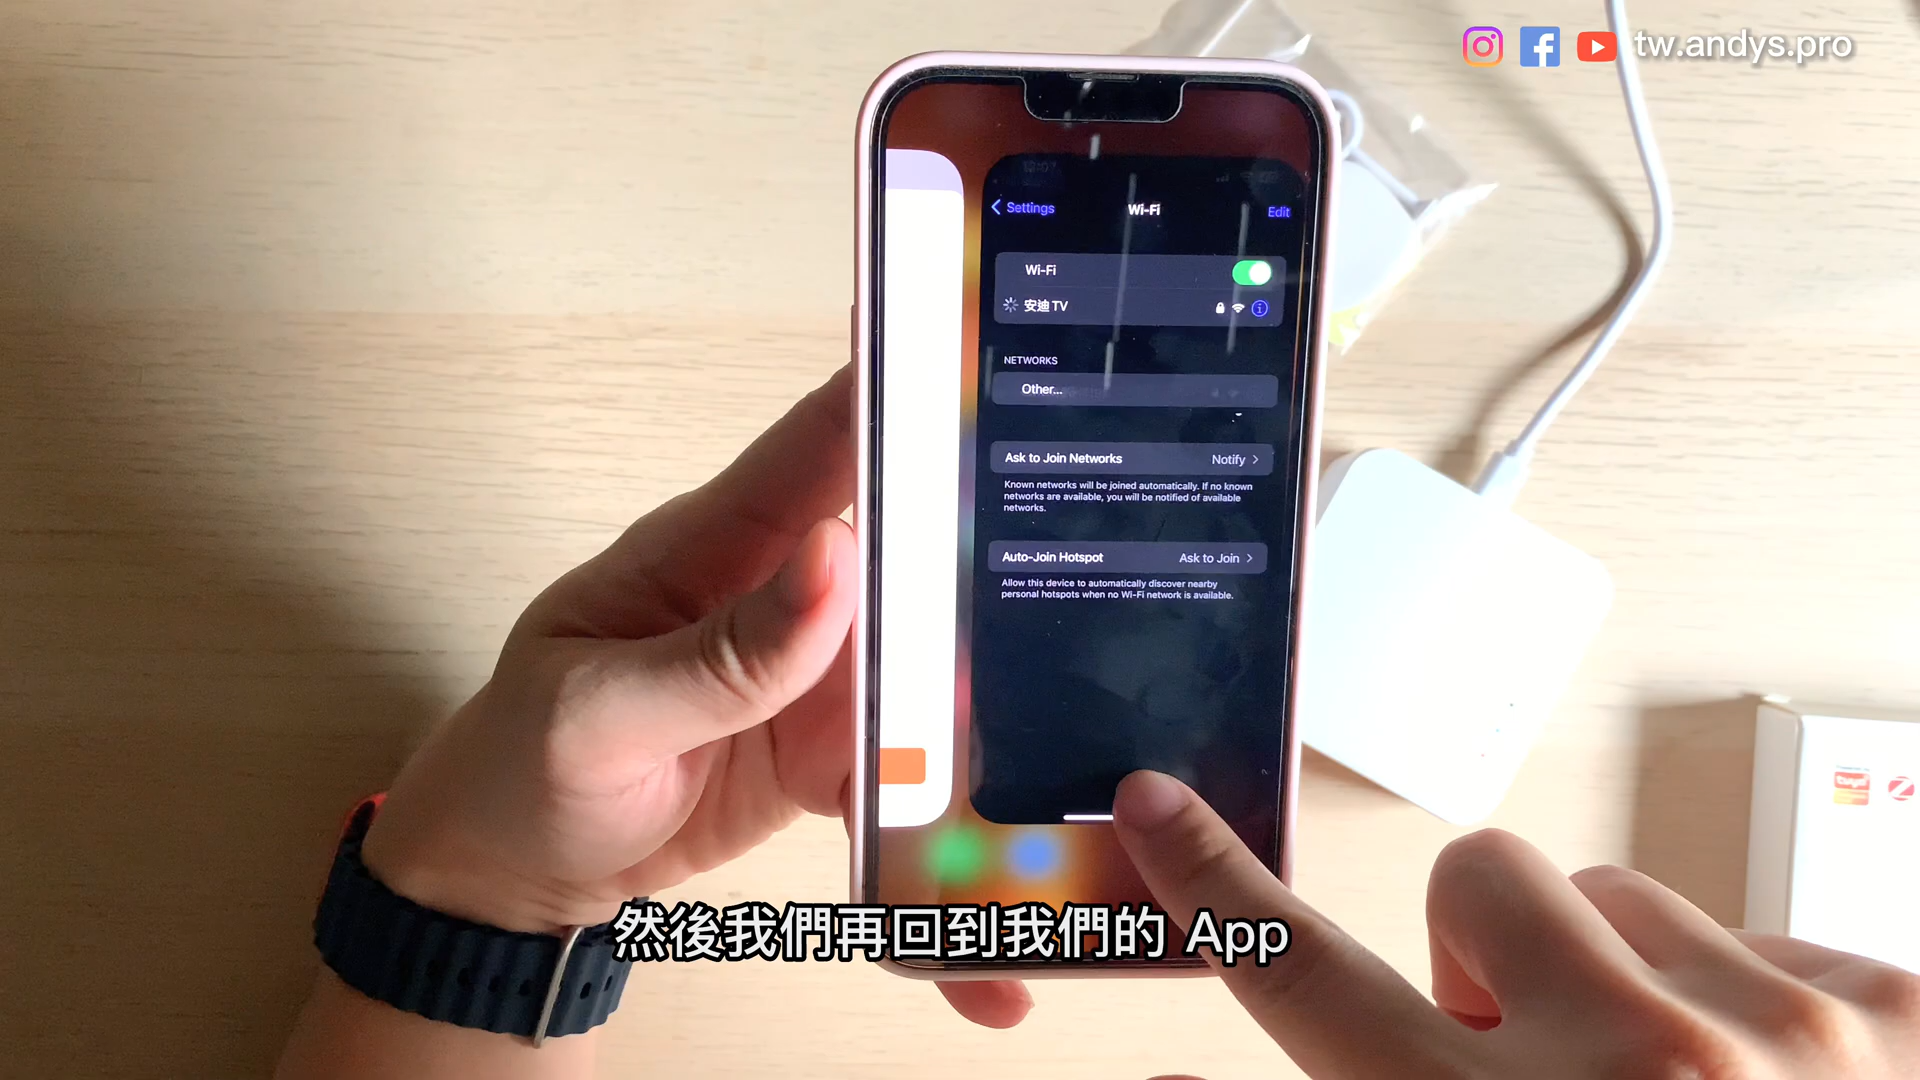 tw.andys.pro
Settings
Wi-Fi
Edit
Wi-Fi
安迪 TV
NETWORKS
Other...
Ask to Join Networks
Notify
Known networks will be joined automatically. If no known
networks are available, you will be notified of available
networks.
Auto-Join Hotspot
Ask to Join
Allow this device to automatically discover nearby
personal hotspots when no Wi-Fi network is available.
tuya
然後我們再回到我們的 App